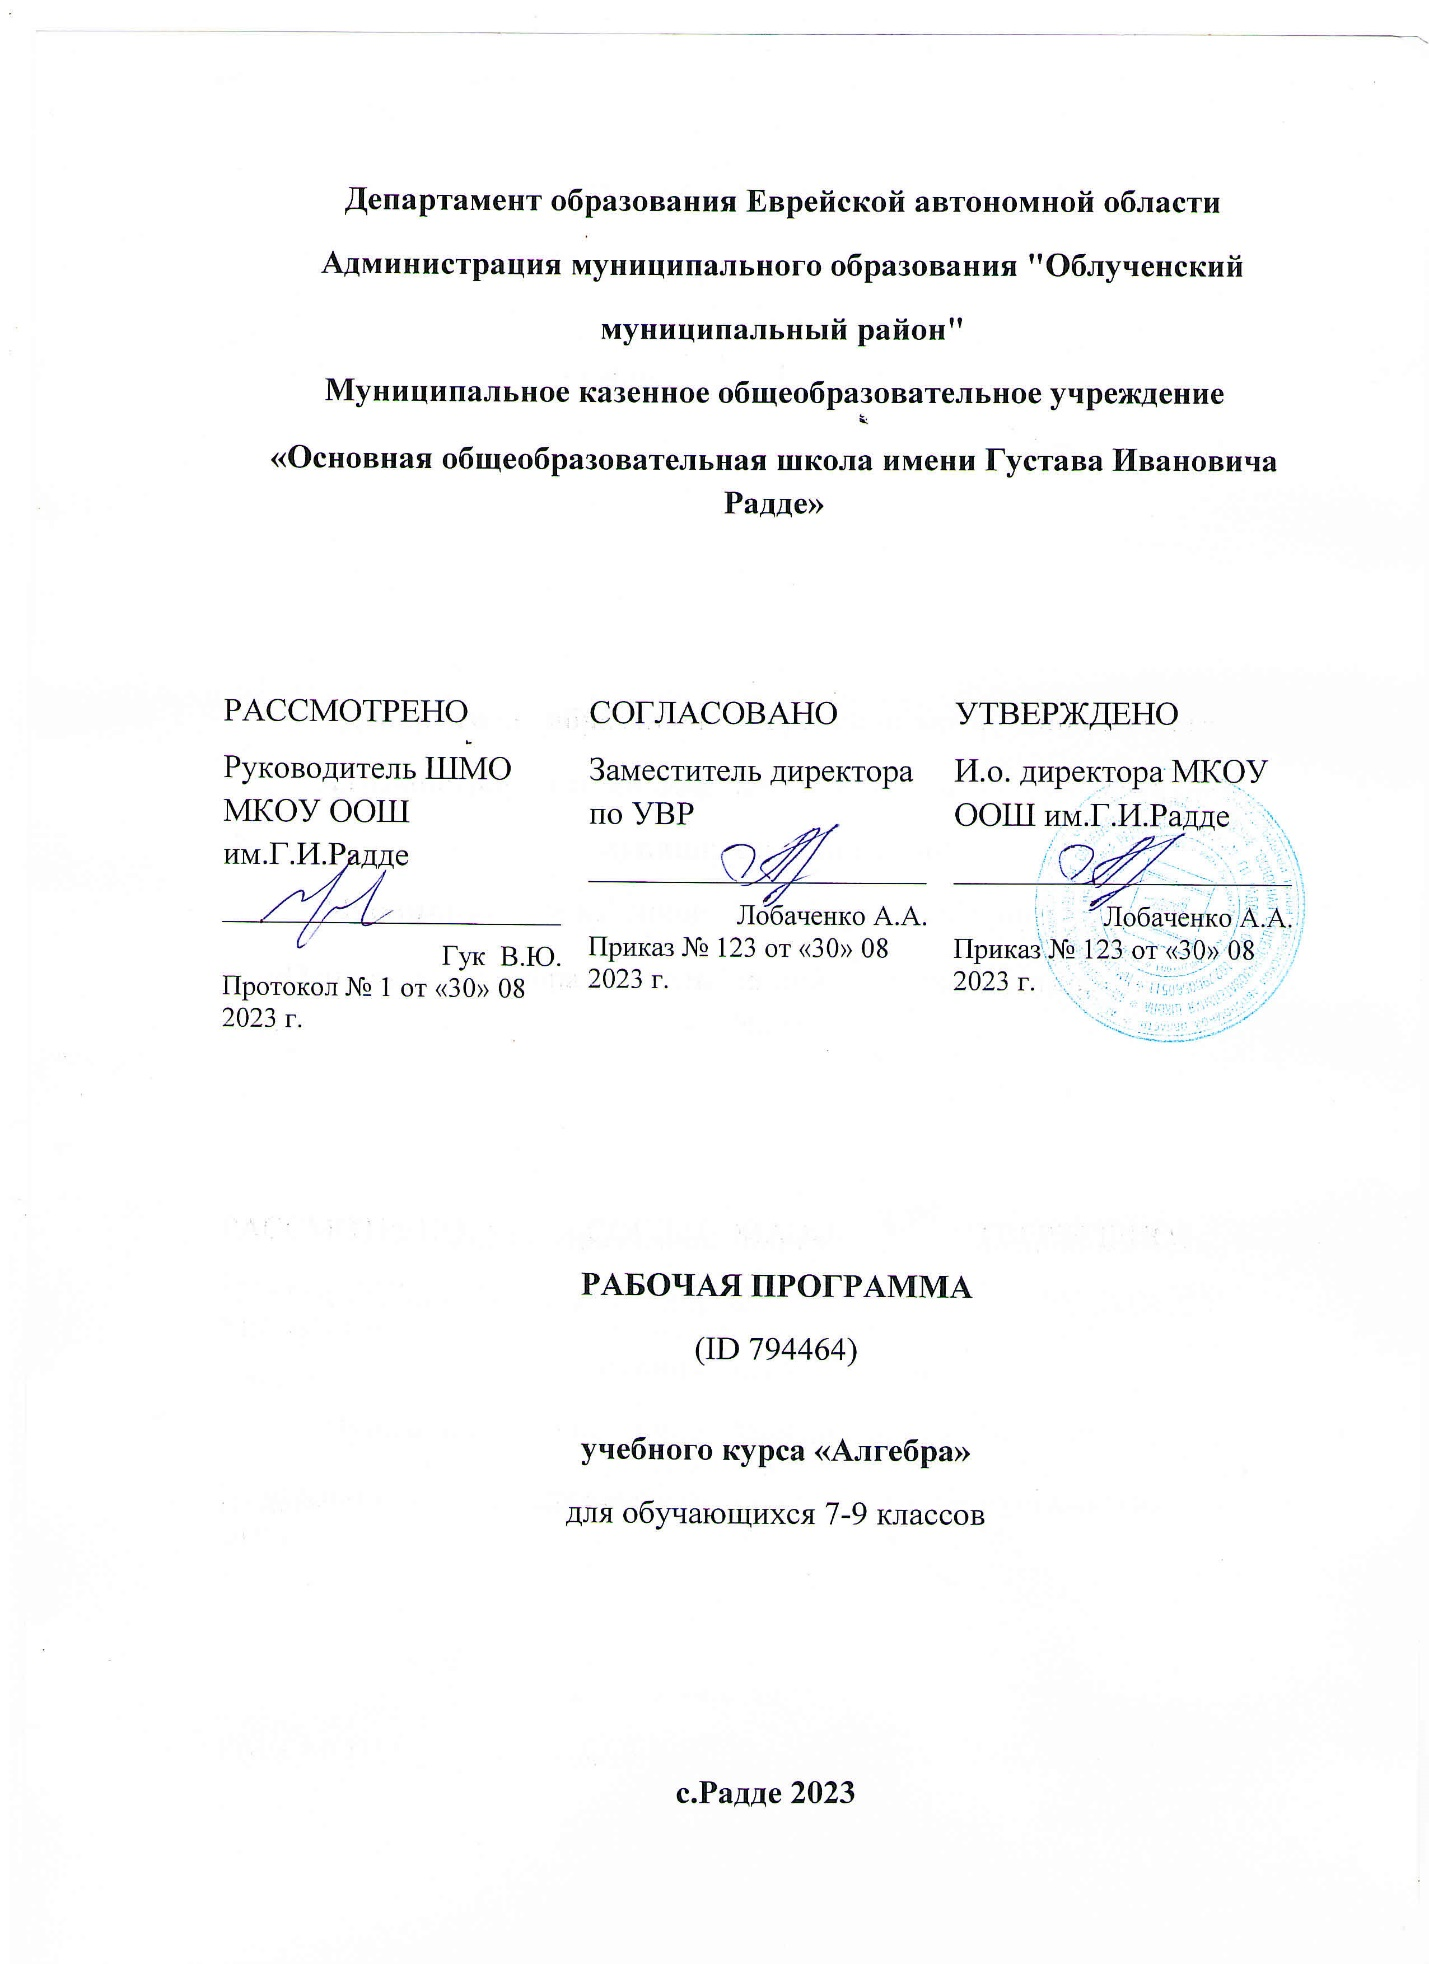 Департамент образования Еврейской автономной области
Администрация муниципального образования "Облученский
муниципальный район"
Муниципальное казенное общеобразовательное учреждение
«Основная общеобразовательная школа имени Густава Ивановича
Радде»
РАССМОТРЕНО
Руководитель ШМО
МКОУ ООШ
им.Г.И.Радде
Гук В.Ю.
Протокол № 1 от «30» 08
2023 г.
СОГЛАСОВАНО
Заместитель директора
по УВР
Лобаченко А.А.
Приказ № 123 от «30» 08
2023 г.
УТВЕРЖДЕНО
И.о. директора МКОУ
ООШ им.Г.И.Радде
Лобаченко А.А.
Приказ № 123 от «30» 08
2023 г.
РАБОЧАЯ ПРОГРАММА
(ID 794464)
учебного курса «Алгебра»
для обучающихся 7-9 классов
с.Радде 2023